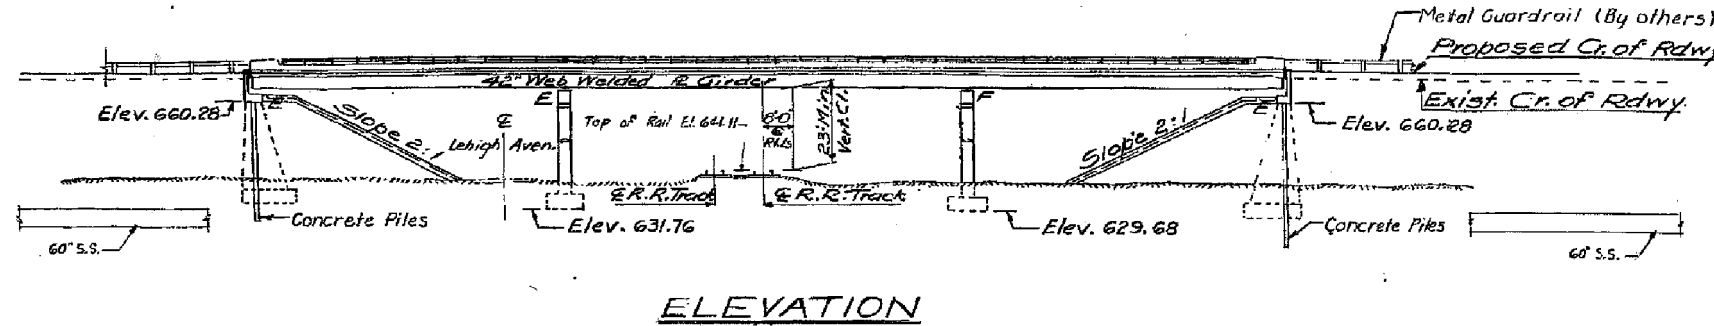 Metal Guardrail (By others)
Proposed Cr. of Rdwy.
42" Web Welded PL Girder
Elev. 660.28
E
Slope 2:1
Lehigh Aven.
℄
E
Top of Rail El. 641.11
6'-0"
23' Min.
Vert. Cl.
F
Slope 2:1
E
Elev. 660.28
Exist. Cr. of Rdwy.
℄ R.R. Track
℄ R.R. Track
Concrete Piles
Elev. 631.76
Elev. 629.68
Concrete Piles
60" S.S.
60" S.S.
ELEVATION